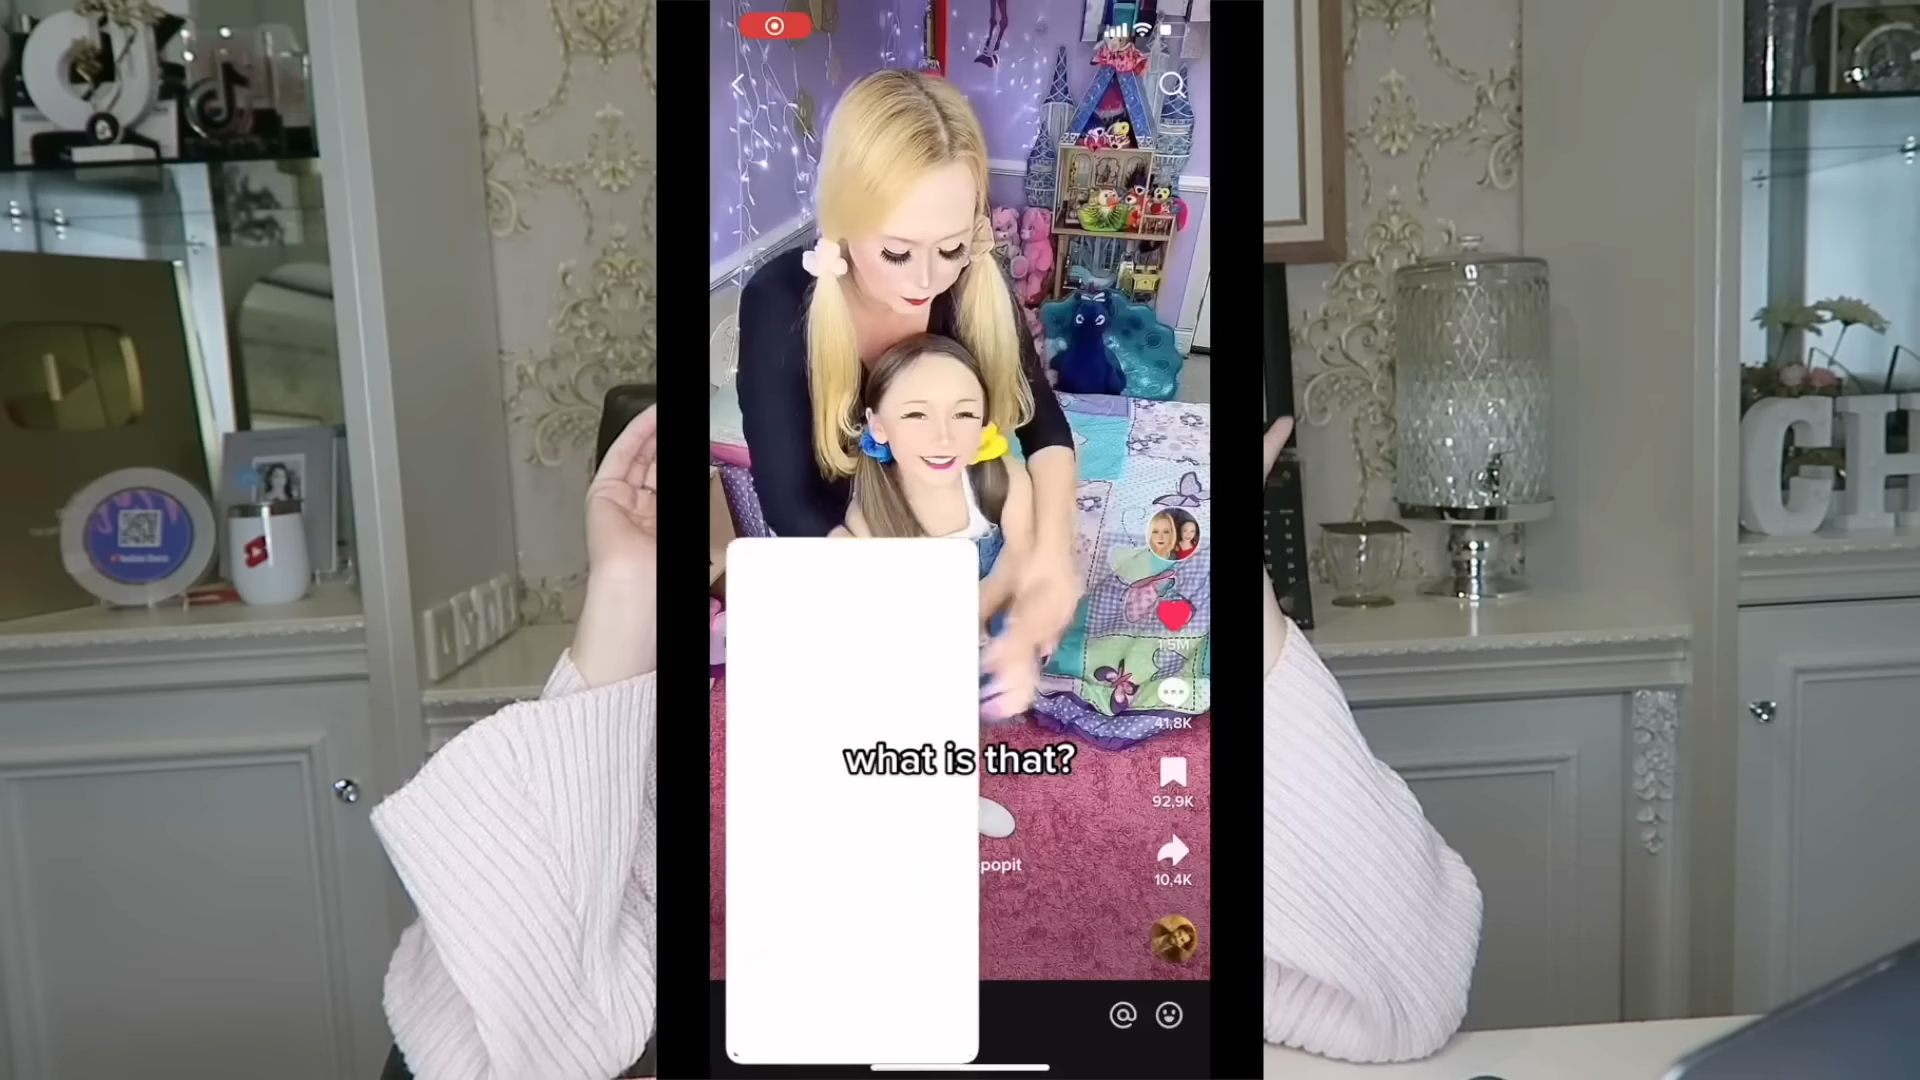 what is that?
1.5M
41,8K
92,9K
popit
10,4K
CH